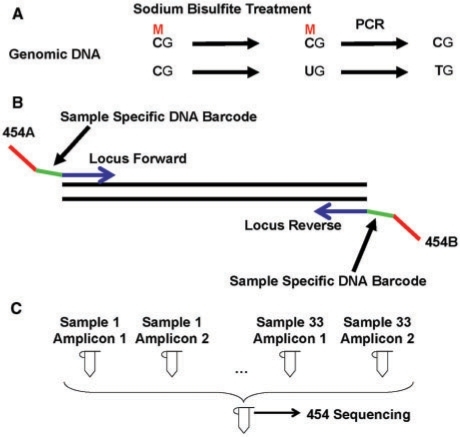 A
Sodium Bisulfite Treatment
M M PCR
CG CG CG
Genomic DNA
CG UG TG
B
Sample Specific DNA Barcode
454A
Locus Forward
Locus Reverse
454B
Sample Specific DNA Barcode
C
Sample 1 Sample 1 Sample 33 Sample 33
Amplicon 1 Amplicon 2 Amplicon 1 Amplicon 2
...
454 Sequencing